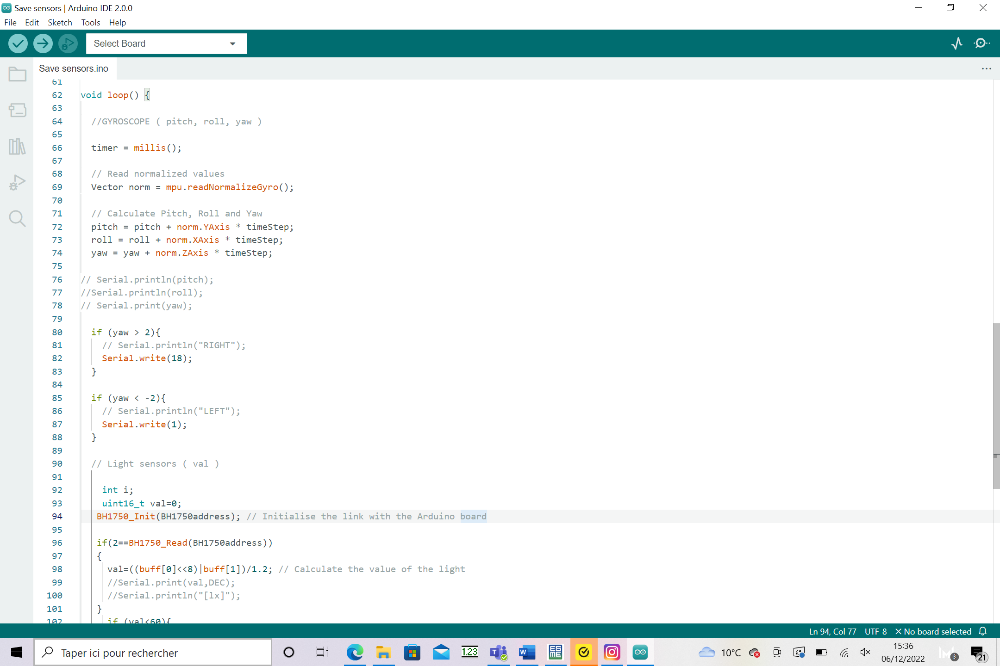 Save sensors | Arduino IDE 2.0.0
File Edit Sketch Tools Help
Select Board
Save sensors.ino
61
62 void loop() {
63
64 //GYROSCOPE ( pitch, roll, yaw )
65
66 timer = millis();
67
68 // Read normalized values
69 Vector norm = mpu.readNormalizeGyro();
70
71 // Calculate Pitch, Roll and Yaw
72 pitch = pitch + norm.YAxis * timeStep;
73 roll = roll + norm.XAxis * timeStep;
74 yaw = yaw + norm.ZAxis * timeStep;
75
76 // Serial.println(pitch);
77 //Serial.println(roll);
78 // Serial.print(yaw);
79
80 if (yaw > 2){
81 // Serial.println("RIGHT");
82 Serial.write(18);
83 }
84
85 if (yaw < -2){
86 // Serial.println("LEFT");
87 Serial.write(1);
88 }
89
90 // Light sensors ( val )
91
92 int i;
93 uint16_t val=0;
94 BH1750_Init(BH1750address); // Initialise the link with the Arduino board
95
96 if(2==BH1750_Read(BH1750address))
97 {
98 val=((buff[0]<<8)|buff[1])/1.2; // Calculate the value of the light
99 //Serial.print(val,DEC);
100 //Serial.println("[lx]");
101 }
102 if (val<60){
Ln 94, Col 77 UTF-8 No board selected
Taper ici pour rechercher
1.23
T
W
ESME
10°C
15:36
06/12/2022
3
21